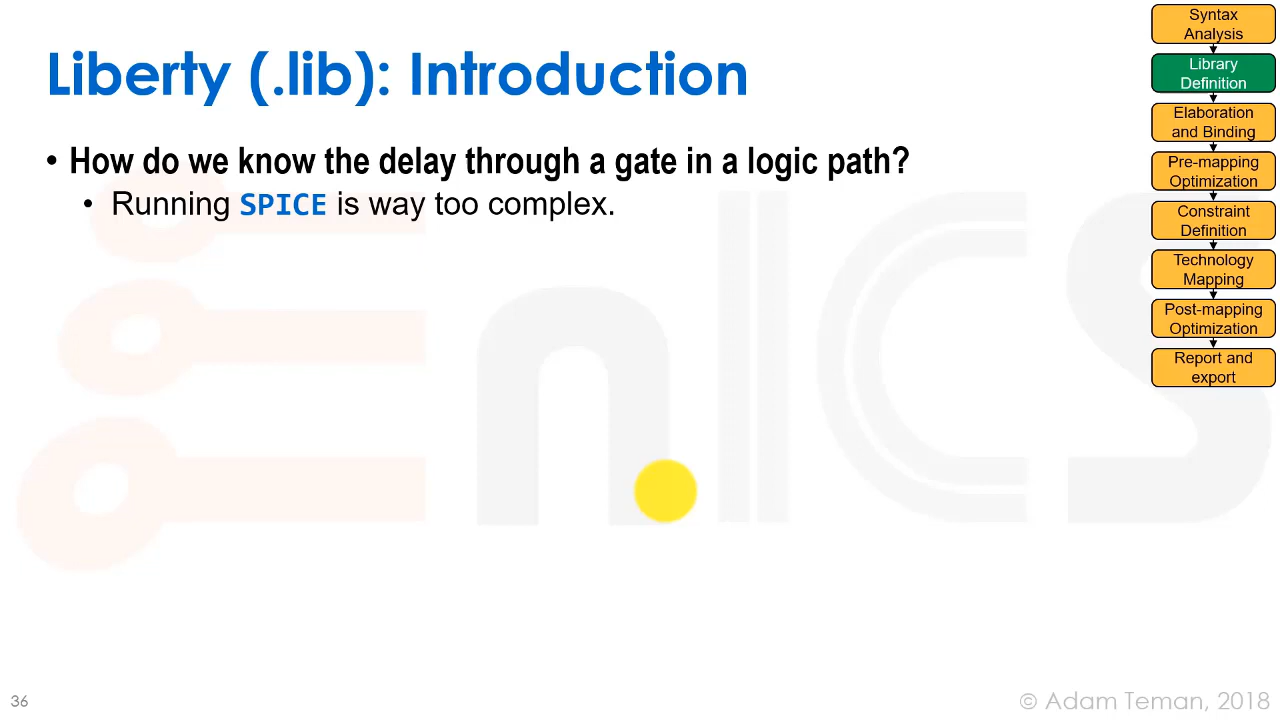 Liberty (.lib): Introduction
• How do we know the delay through a gate in a logic path?
• Running SPICE is way too complex.
Syntax
Analysis
Library
Definition
Elaboration
and Binding
Pre-mapping
Optimization
Constraint
Definition
Technology
Mapping
Post-mapping
Optimization
Report and
export
EnICS
36
© Adam Teman, 2018